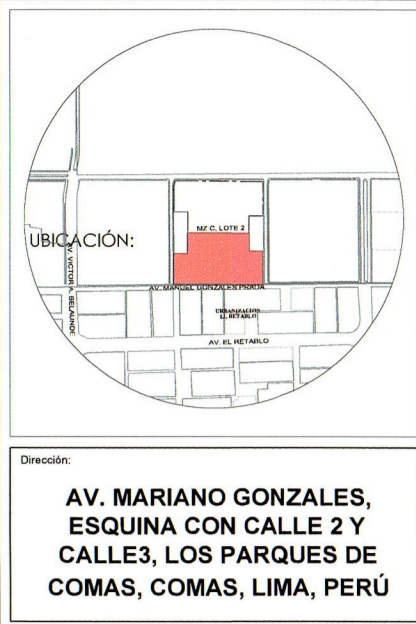 MZ C, LOTE 2
UBICACIÓN:
AV. VICTOR A. BELAUNDE
AV. MANUEL GONZALES PRADA
URBANIZACION
EL RETABLO
AV. EL RETABLO
Dirección:
AV. MARIANO GONZALES,
ESQUINA CON CALLE 2 Y
CALLE3, LOS PARQUES DE
COMAS, COMAS, LIMA, PERÚ